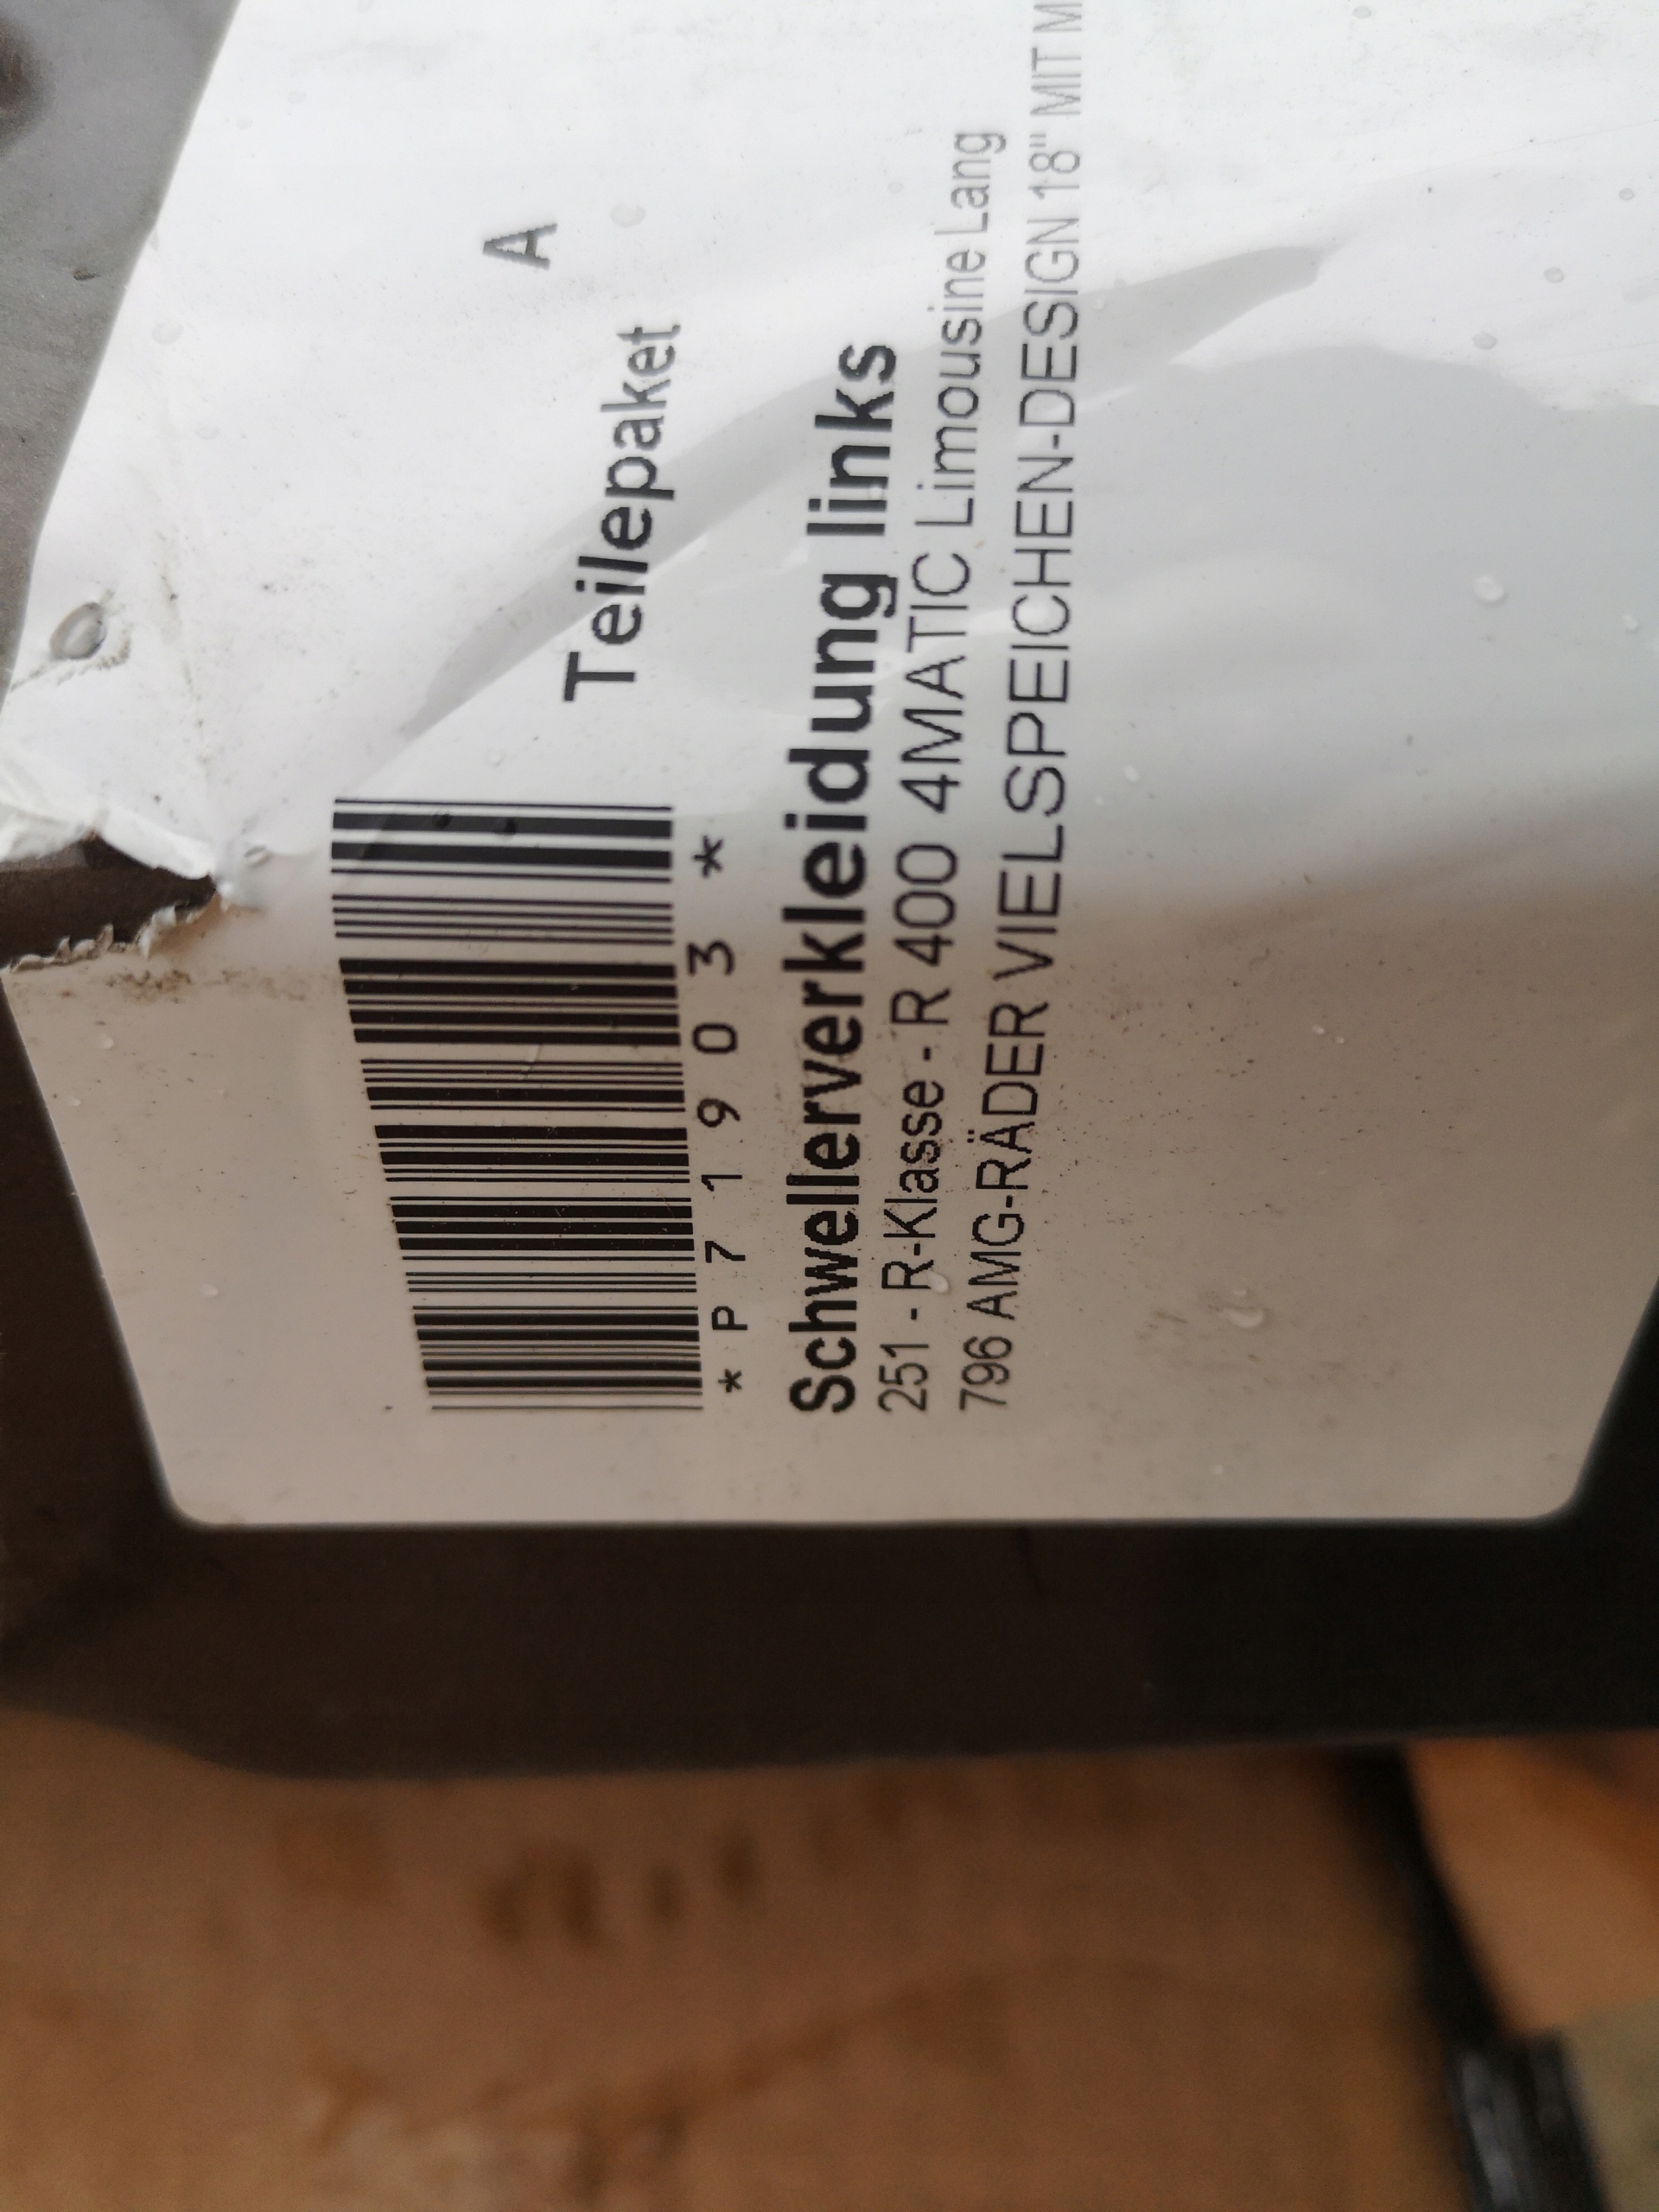 A
Teilepaket
*P71903*
Schwellerverkleidung links
251 - R-Klasse - R 400 4MATIC Limousine Lang
796 AMG-RÄDER VIELSPEICHEN-DESIGN 18" MIT M